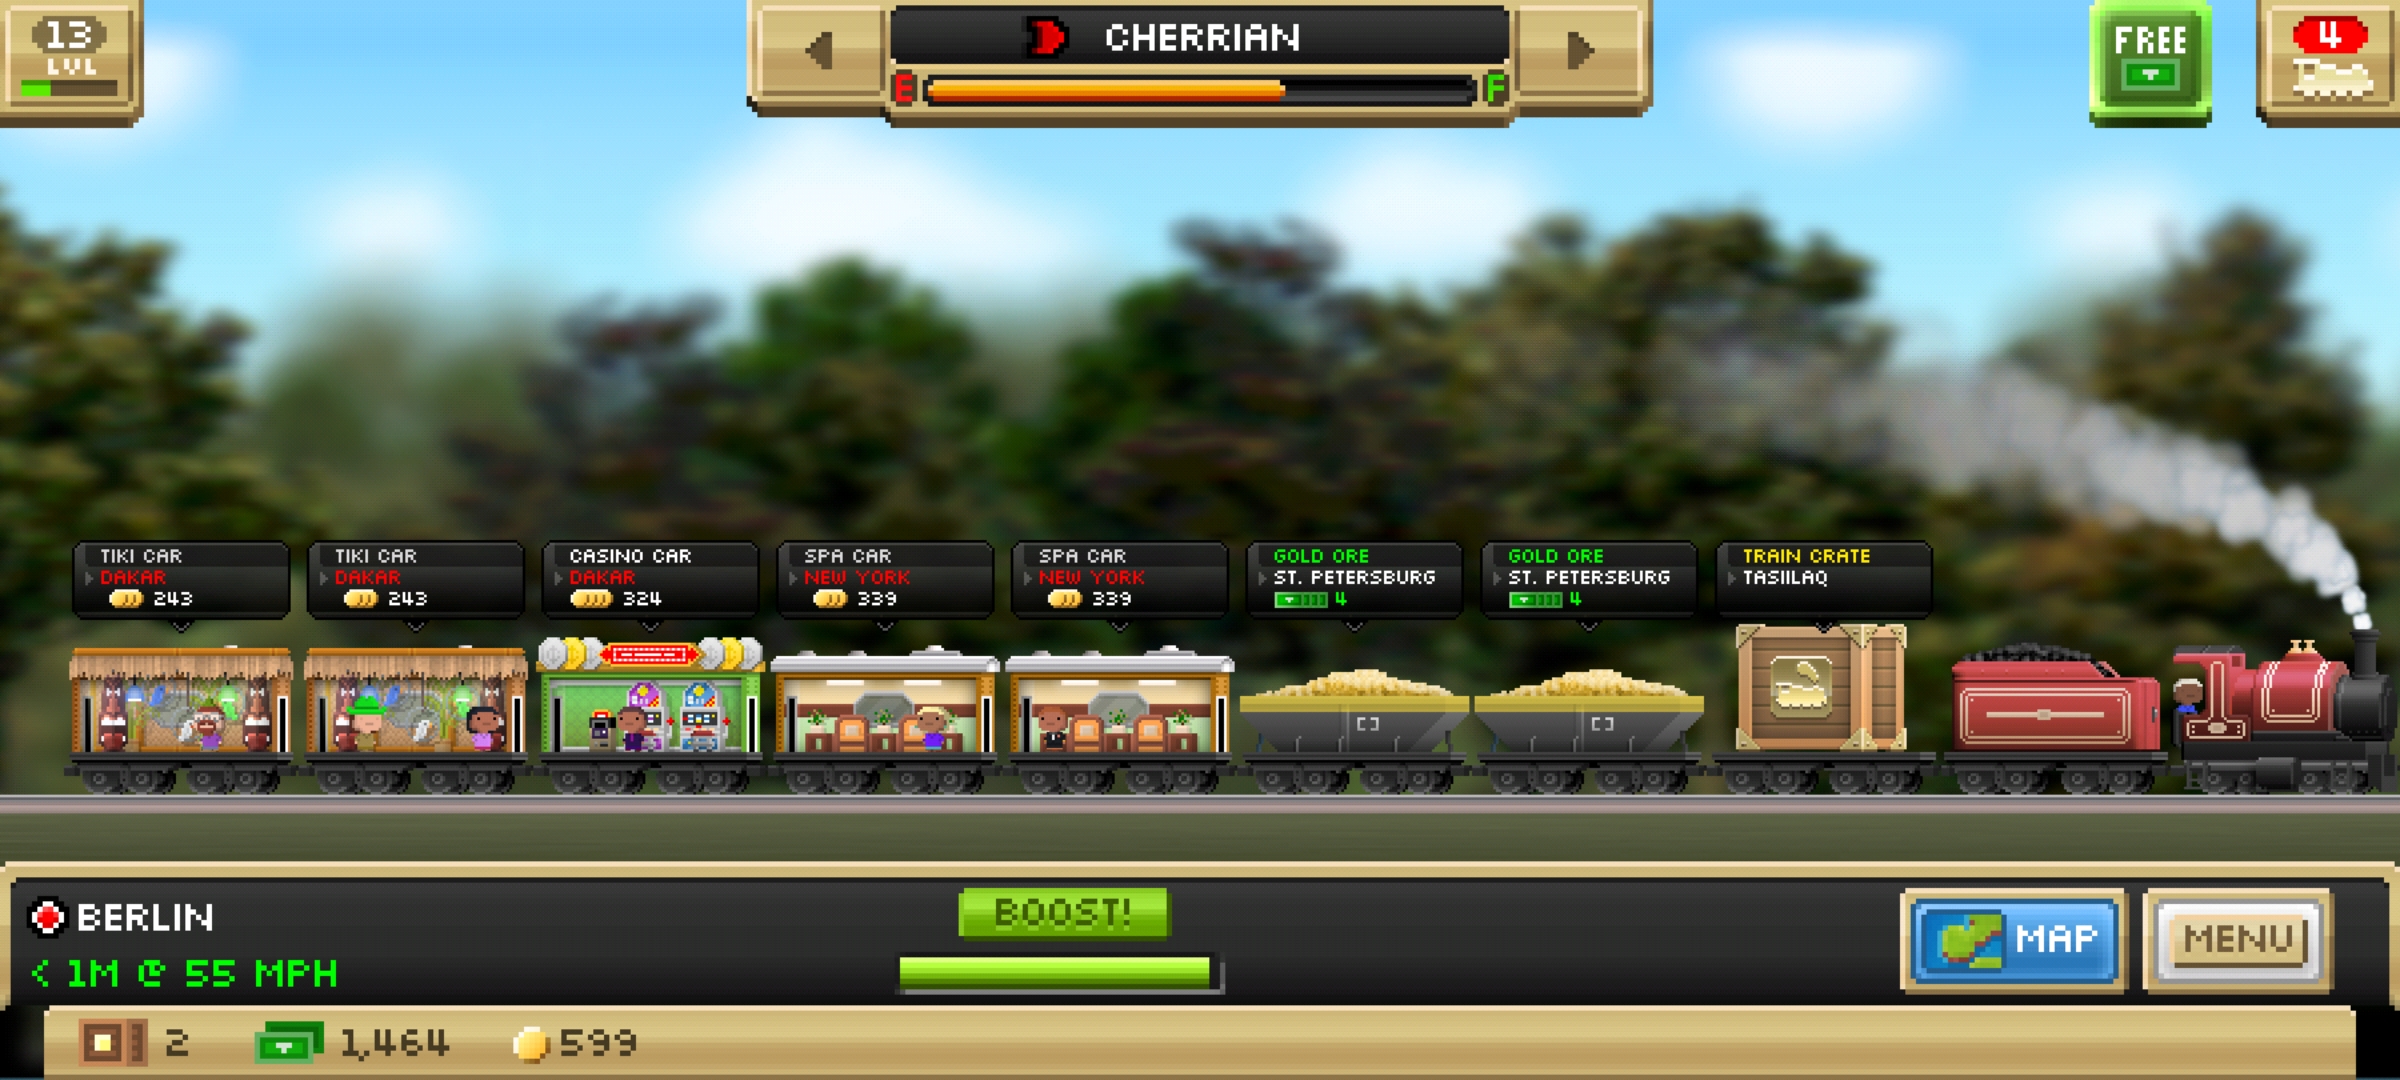 13
LVL
CHERRIAN
E
F
FREE
4
TIKI CAR
DAKAR
243
TIKI CAR
DAKAR
243
CASINO CAR
DAKAR
324
SPA CAR
NEW YORK
339
SPA CAR
NEW YORK
339
GOLD ORE
ST. PETERSBURG
4
GOLD ORE
ST. PETERSBURG
4
TRAIN CRATE
TASIILAQ
BERLIN
< 1M @ 55 MPH
BOOST!
MAP
MENU
2
1,464
599